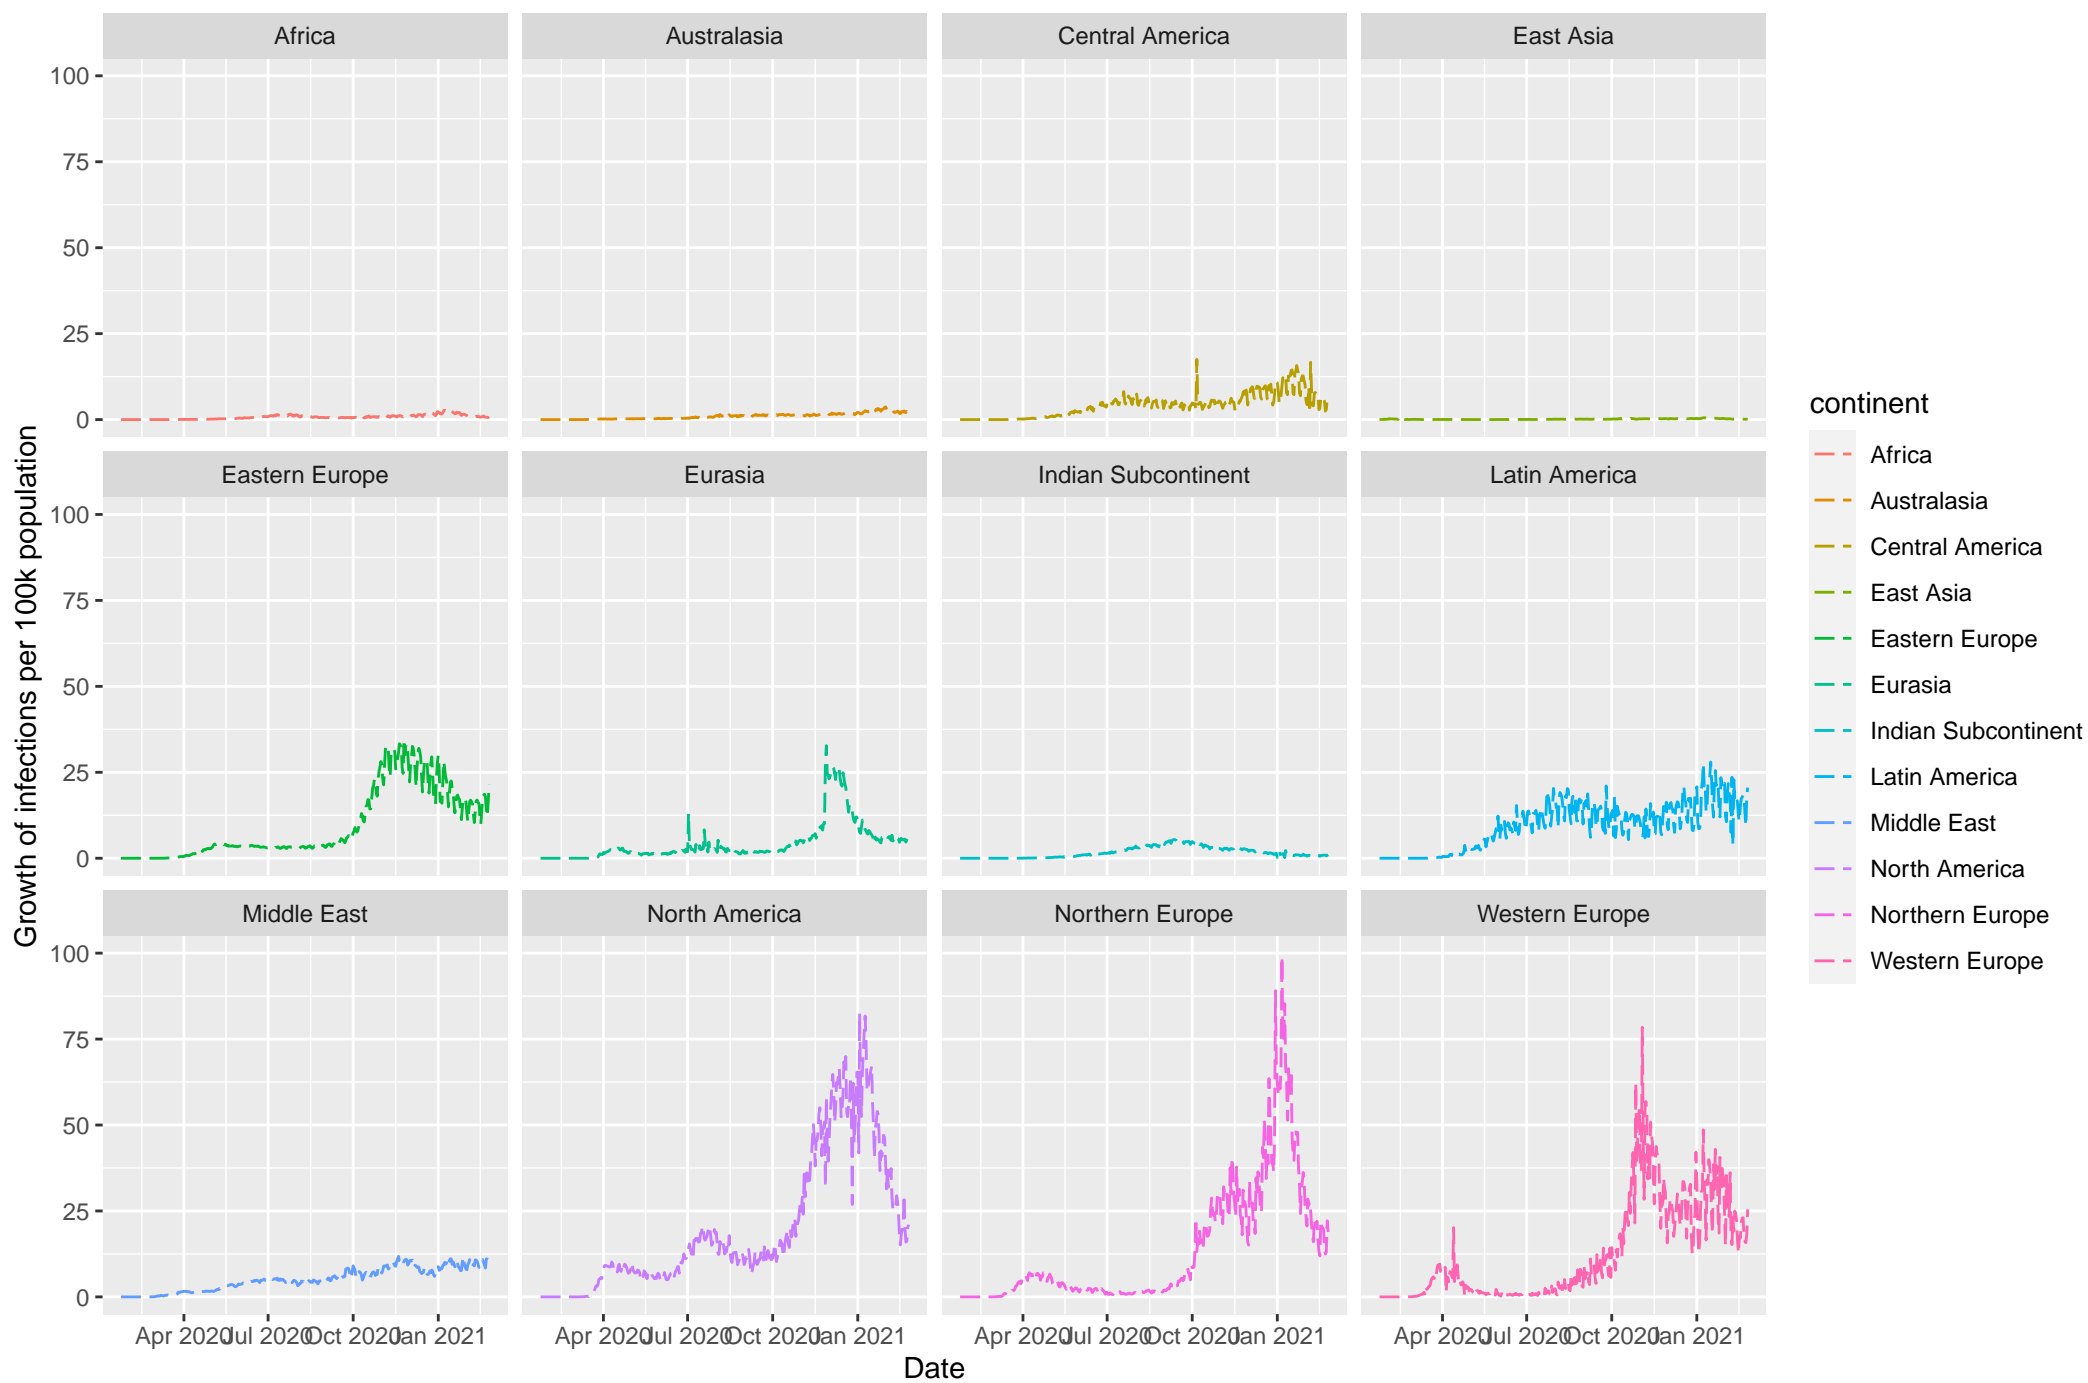 Africa
Australasia
Central America
East Asia
100
75
50
25
0
Eastern Europe
Eurasia
Indian Subcontinent
Latin America
100
75
50
25
0
Middle East
North America
Northern Europe
Western Europe
100
75
50
25
0
Apr 2020 Jul 2020 Oct 2020 Jan 2021
Apr 2020 Jul 2020 Oct 2020 Jan 2021
Apr 2020 Jul 2020 Oct 2020 Jan 2021
Apr 2020 Jul 2020 Oct 2020 Jan 2021
Date
Growth of infections per 100k population
continent
Africa
Australasia
Central America
East Asia
Eastern Europe
Eurasia
Indian Subcontinent
Latin America
Middle East
North America
Northern Europe
Western Europe